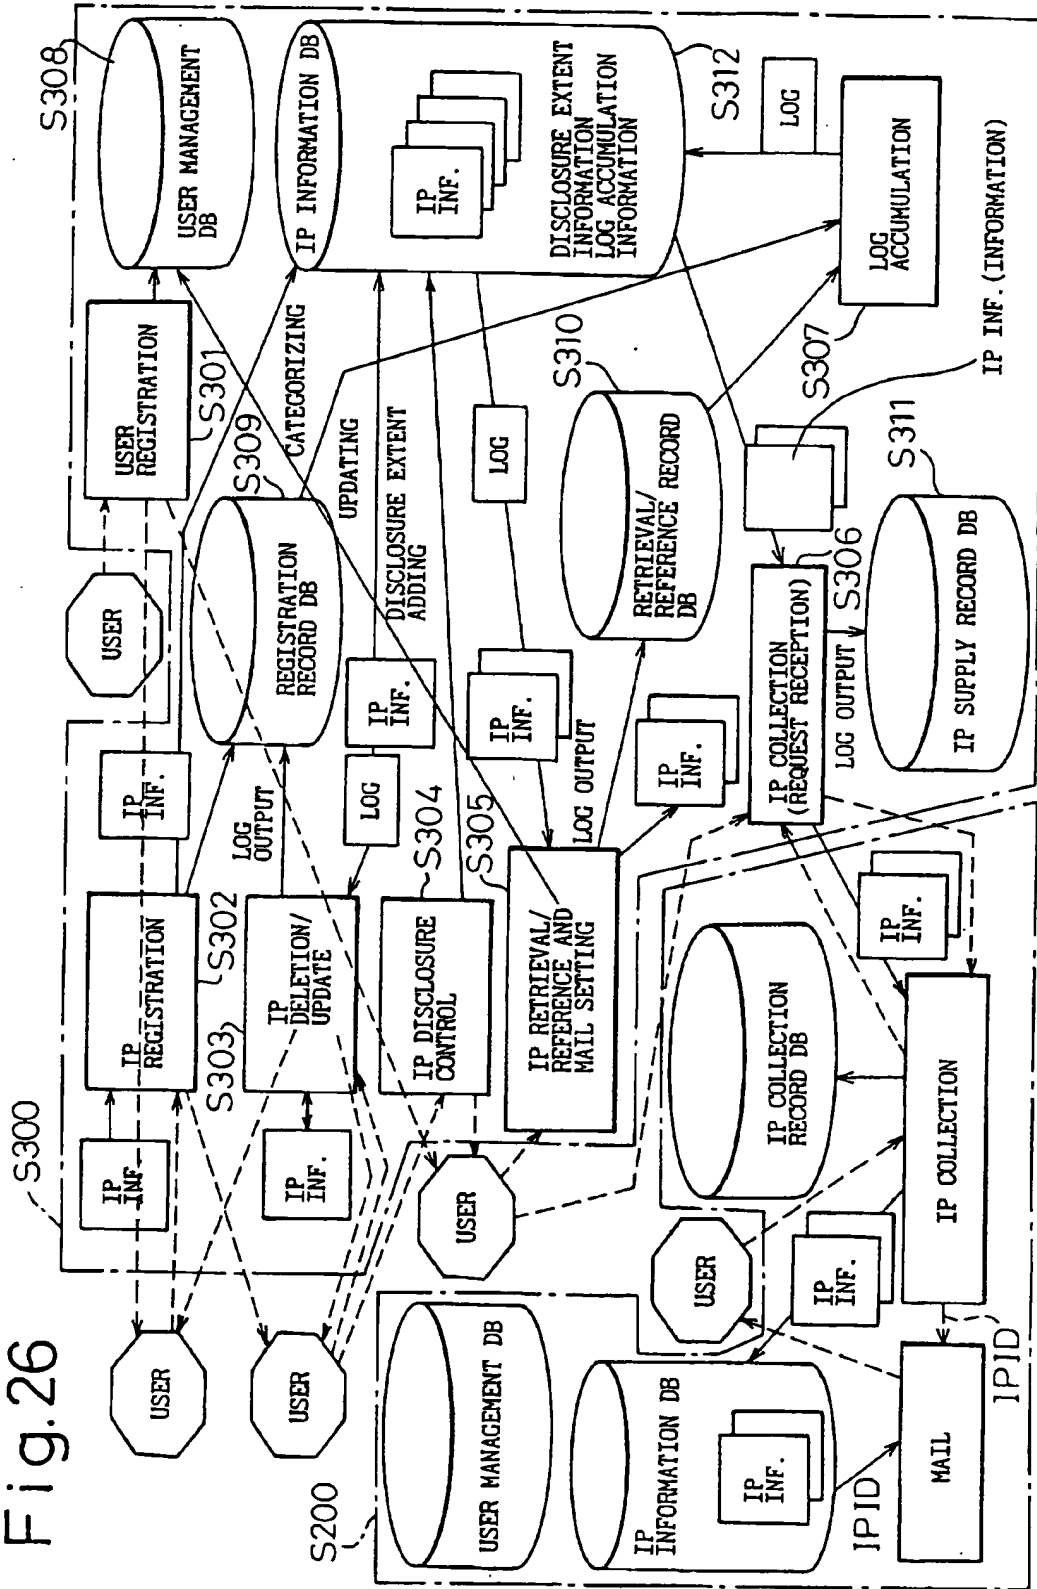 Fig.26
S300
S308
USER
USER REGISTRATION
S301
USER MANAGEMENT
DB
IP
INF.
IP
REGISTRATION
S302
IP
INF.
CATEGORIZING
IP INFORMATION DB
IP
INF.
DISCLOSURE EXTENT
INFORMATION
LOG ACCUMULATION
INFORMATION
S312
USER
S303
IP
DELETION/
UPDATE
IP
INF.
LOG
OUTPUT
REGISTRATION
RECORD DB
S309
UPDATING
LOG
IP
INF.
DISCLOSURE EXTENT
ADDING
USER
IP DISCLOSURE
CONTROL
S304
USER
IP RETRIEVAL/
REFERENCE AND
MAIL SETTING
S305
IP
INF.
LOG
LOG OUTPUT
RETRIEVAL/
REFERENCE RECORD
DB
S310
IP
INF.
LOG
LOG
ACCUMULATION
S307
IP INF.(INFORMATION)
IP COLLECTION
(REQUEST RECEPTION)
S306
LOG OUTPUT
IP SUPPLY RECORD DB
S311
S200
USER MANAGEMENT DB
USER
IP COLLECTION
RECORD DB
IP
INFORMATION DB
IP
INF.
IP
INF.
IP
INF.
IPID
MAIL
IPID
IP COLLECTION